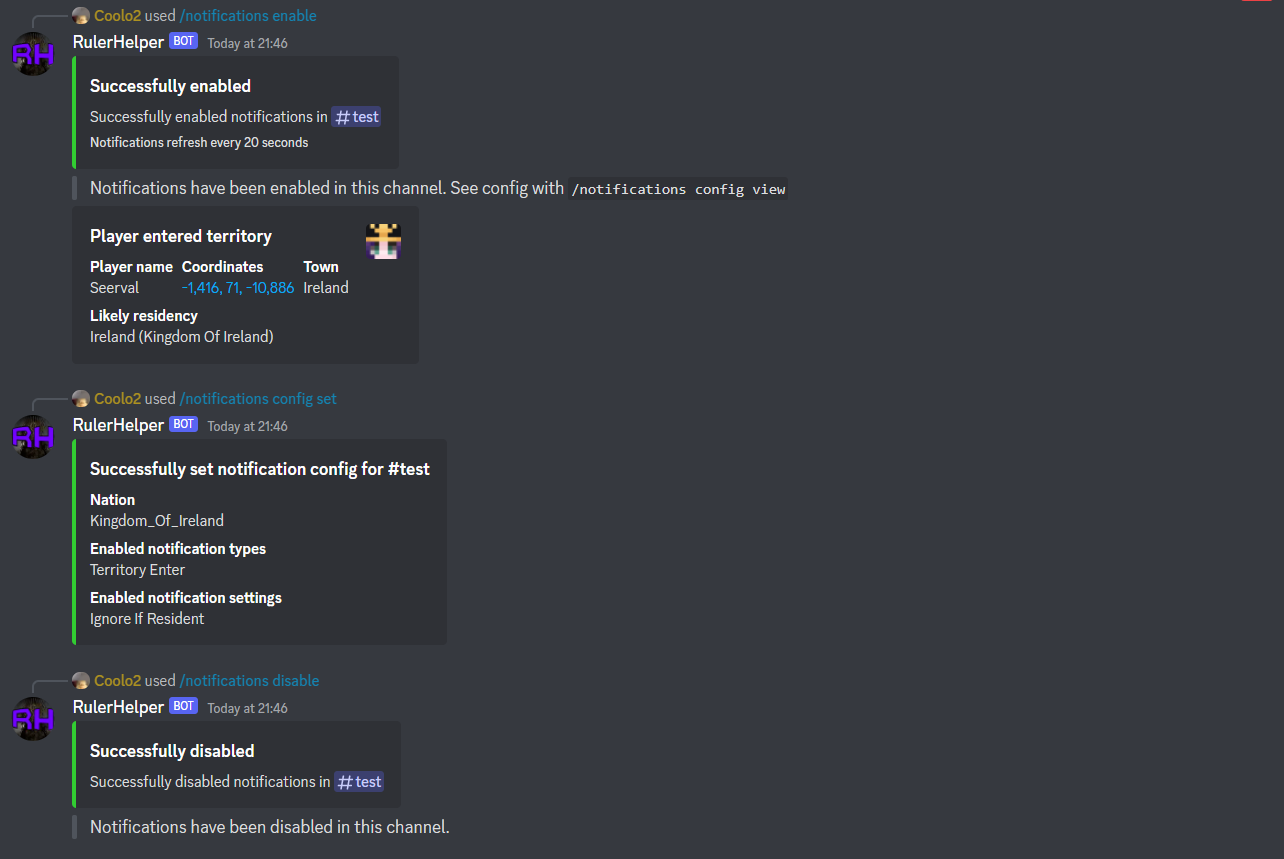 Coolo2 used /notifications enable
RH
RulerHelper BOT Today at 21:46
Successfully enabled
Successfully enabled notifications in #test
Notifications refresh every 20 seconds
Notifications have been enabled in this channel. See config with /notifications config view
Player entered territory
Player name Coordinates Town
Seerval -1,416, 71, -10,886 Ireland
Likely residency
Ireland (Kingdom Of Ireland)
Coolo2 used /notifications config set
RH
RulerHelper BOT Today at 21:46
Successfully set notification config for #test
Nation
Kingdom_Of_Ireland
Enabled notification types
Territory Enter
Enabled notification settings
Ignore If Resident
Coolo2 used /notifications disable
RH
RulerHelper BOT Today at 21:46
Successfully disabled
Successfully disabled notifications in #test
Notifications have been disabled in this channel.